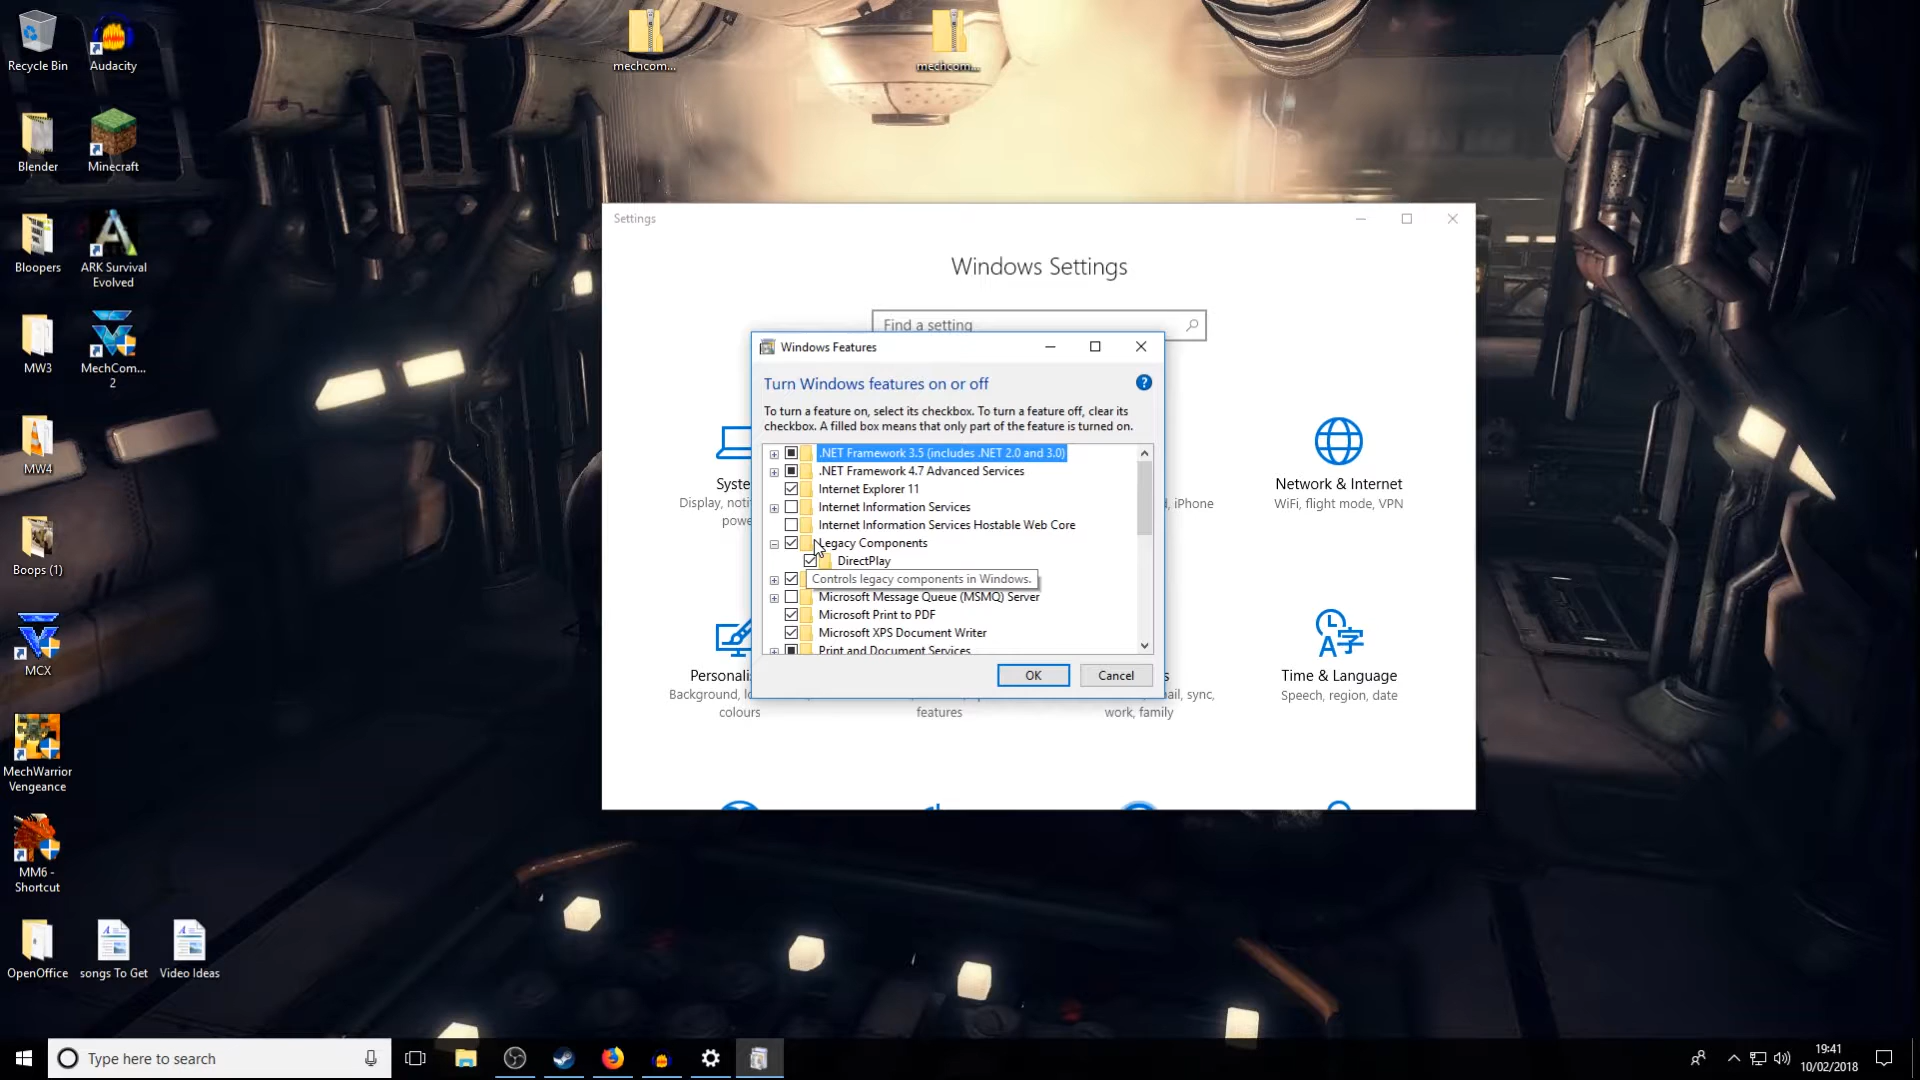 Recycle Bin
Audacity
mechcom...
mechcom...
Blender
Minecraft
Bloopers
ARK Survival
Evolved
MW3
MechCom...
2
MW4
Boops (1)
MCX
MechWarrior
Vengeance
MM6 -
Shortcut
OpenOffice
songs To Get
Video Ideas
Settings
Windows Settings
Find a setting
Windows Features
Turn Windows features on or off
To turn a feature on, select its checkbox. To turn a feature off, clear its
checkbox. A filled box means that only part of the feature is turned on.
.NET Framework 3.5 (includes .NET 2.0 and 3.0)
.NET Framework 4.7 Advanced Services
Internet Explorer 11
Internet Information Services
Internet Information Services Hostable Web Core
Legacy Components
DirectPlay
Controls legacy components in Windows.
Microsoft Message Queue (MSMQ) Server
Microsoft Print to PDF
Microsoft XPS Document Writer
Print and Document Services
OK
Cancel
Syste
Display, noti
powe
, iPhone
Network & Internet
WiFi, flight mode, VPN
Personali
Background, l
colours
features
s
ail, sync,
work, family
Time & Language
Speech, region, date
Type here to search
19:41
10/02/2018